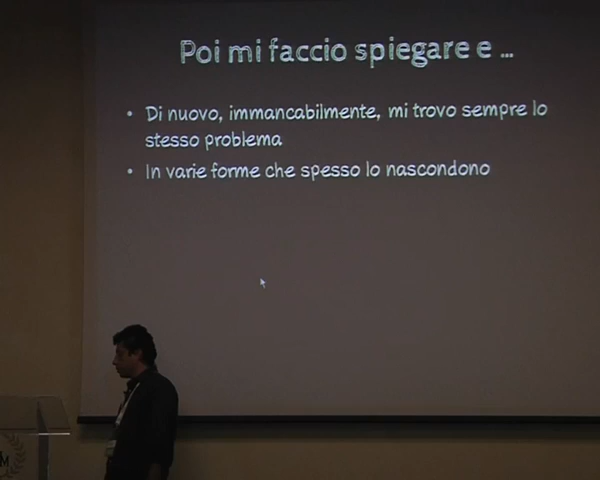 Poi mi faccio spiegare e ...
• Di nuovo, immancabilmente, mi trovo sempre lo
stesso problema
• In varie forme che spesso lo nascondono
M